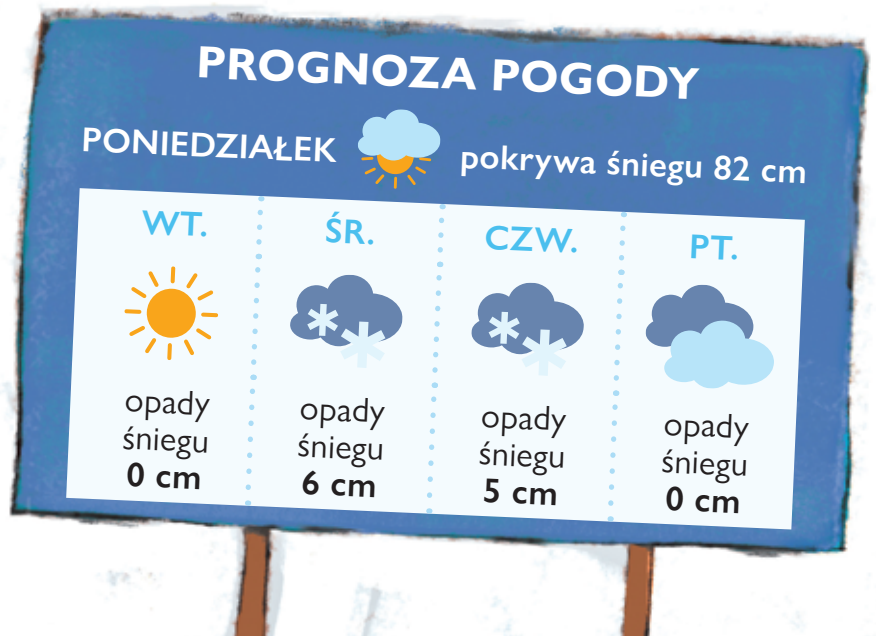 PROGNOZA POGODY
PONIEDZIAŁEK pokrywa śniegu 82 cm
WT. ŚR. CZW. PT.
opady opady opady opady
śniegu śniegu śniegu śniegu
0 cm 6 cm 5 cm 0 cm